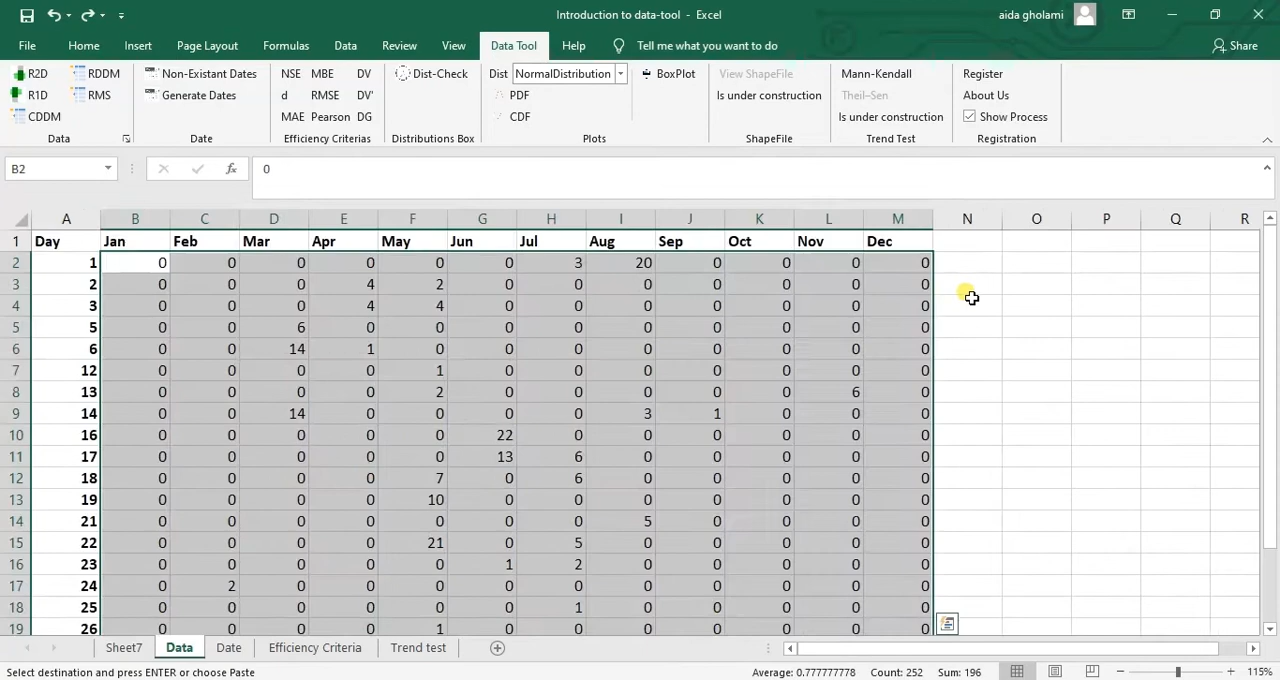 Introduction to data-tool - Excel
aida gholami
File Home Insert Page Layout Formulas Data Review View Data Tool Help Tell me what you want to do Share
R2D RDDM Non-Existant Dates NSE MBE DV Dist-Check Dist NormalDistribution BoxPlot View ShapeFile Mann-Kendall Register
R1D RMS Generate Dates d RMSE DV' PDF Is under construction Theil–Sen About Us
CDDM MAE Pearson DG CDF Is under construction Show Process
Data Date Efficiency Criterias Distributions Box Plots ShapeFile Trend Test Registration
B2 fx 0
A B C D E F G H I J K L M N O P Q R
1 Day Jan Feb Mar Apr May Jun Jul Aug Sep Oct Nov Dec
2 1 0 0 0 0 0 0 3 20 0 0 0 0
3 2 0 0 0 4 2 0 0 0 0 0 0 0
4 3 0 0 0 4 4 0 0 0 0 0 0 0
5 5 0 0 6 0 0 0 0 0 0 0 0 0
6 6 0 0 14 1 0 0 0 0 0 0 0 0
7 12 0 0 0 0 1 0 0 0 0 0 0 0
8 13 0 0 0 0 2 0 0 0 0 0 6 0
9 14 0 0 14 0 0 0 0 3 1 0 0 0
10 16 0 0 0 0 0 22 0 0 0 0 0 0
11 17 0 0 0 0 0 13 6 0 0 0 0 0
12 18 0 0 0 0 7 0 6 0 0 0 0 0
13 19 0 0 0 0 10 0 0 0 0 0 0 0
14 21 0 0 0 0 0 0 0 5 0 0 0 0
15 22 0 0 0 0 21 0 5 0 0 0 0 0
16 23 0 0 0 0 0 1 2 0 0 0 0 0
17 24 0 2 0 0 0 0 0 0 0 0 0 0
18 25 0 0 0 0 0 0 1 0 0 0 0 0
19 26 0 0 0 0 1 0 0 0 0 0 0 0
Sheet7 Data Date Efficiency Criteria Trend test
Select destination and press ENTER or choose Paste Average: 0.777777778 Count: 252 Sum: 196 115%